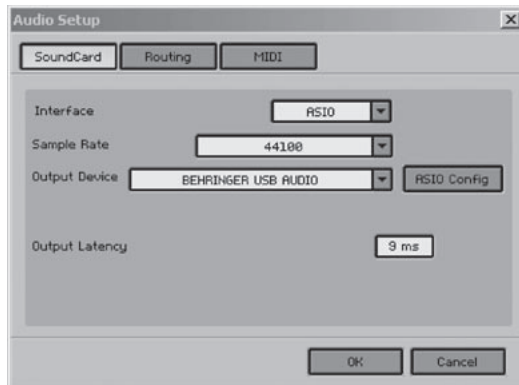 Audio Setup
SoundCard Routing MIDI
Interface ASIO
Sample Rate 44100
Output Device BEHRINGER USB AUDIO ASIO Config
Output Latency 9 ms
OK Cancel